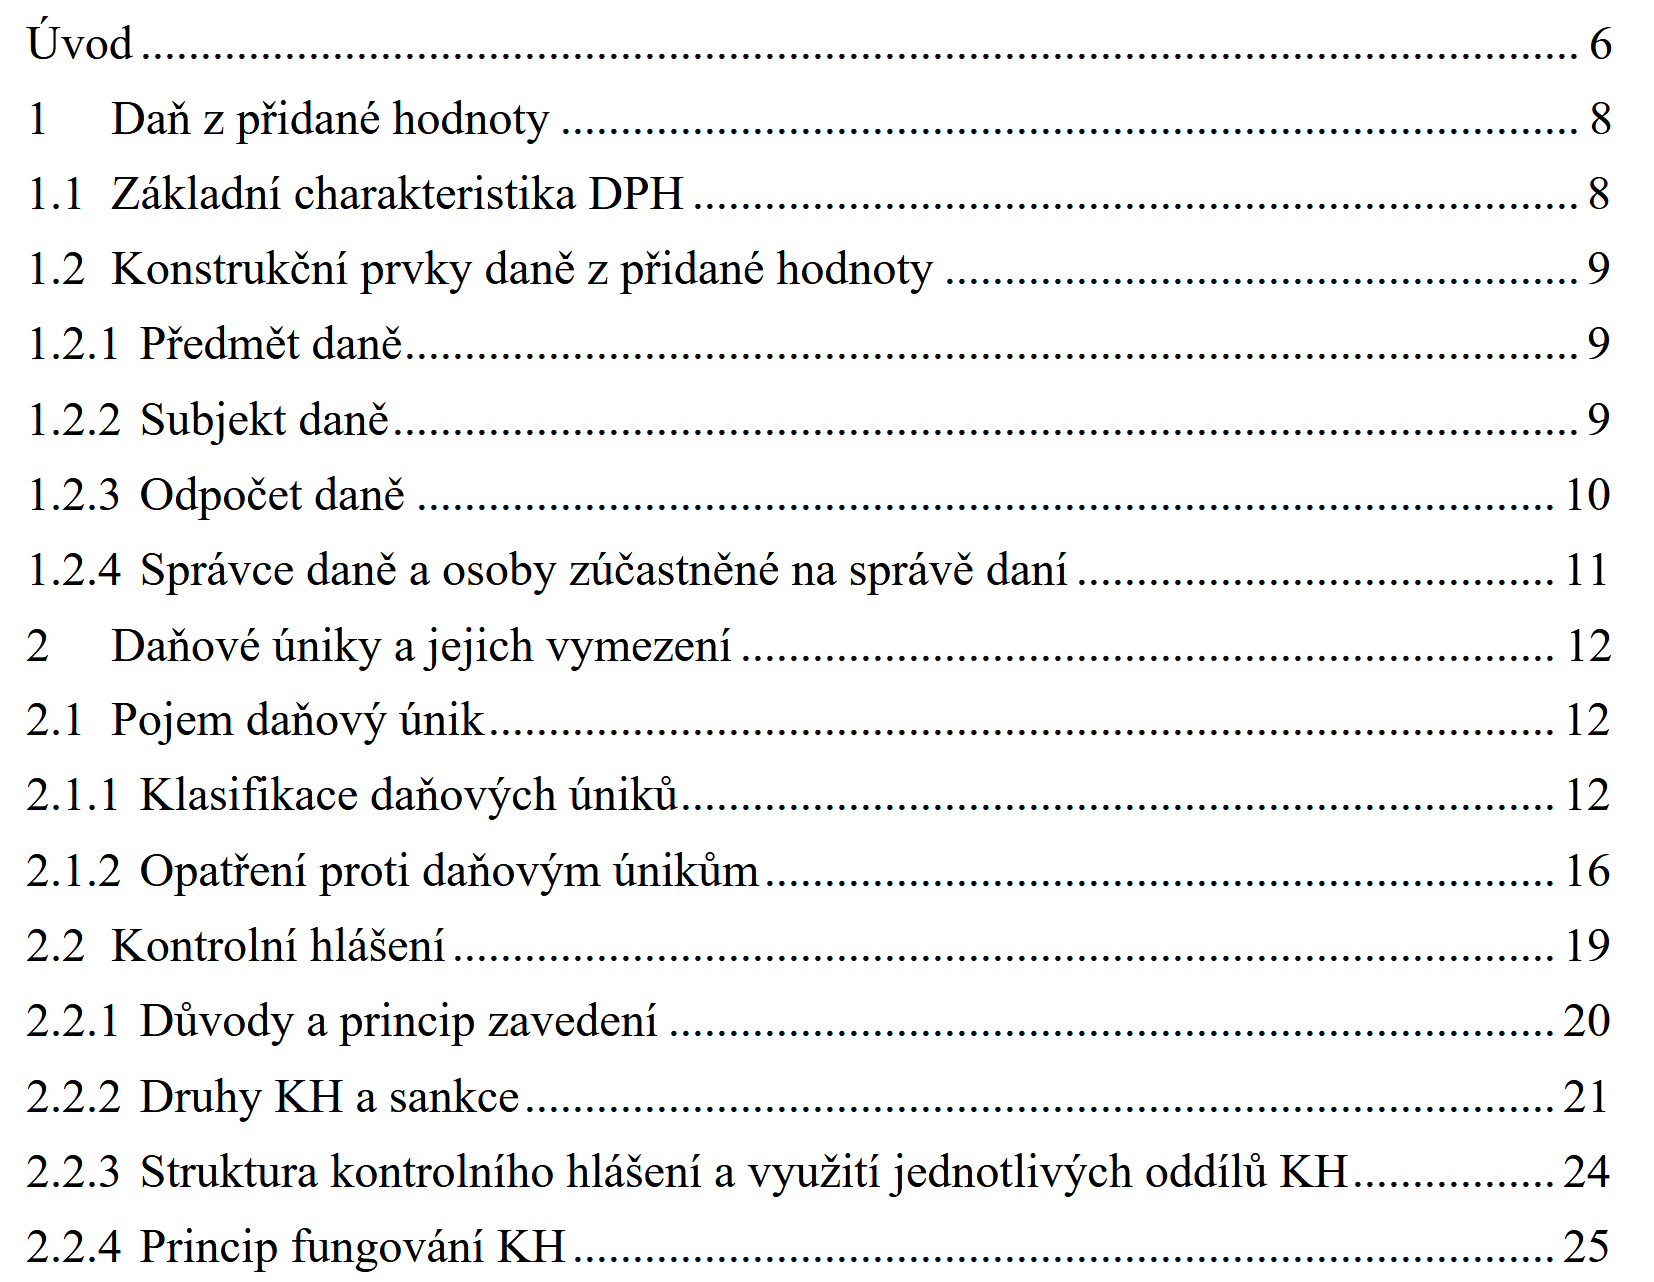 Úvod .......... 6
1 Daň z přidané hodnoty .......... 8
1.1 Základní charakteristika DPH .......... 8
1.2 Konstrukční prvky daně z přidané hodnoty .......... 9
1.2.1 Předmět daně .......... 9
1.2.2 Subjekt daně .......... 9
1.2.3 Odpočet daně .......... 10
1.2.4 Správce daně a osoby zúčastněné na správě daní .......... 11
2 Daňové úniky a jejich vymezení .......... 12
2.1 Pojem daňový únik .......... 12
2.1.1 Klasifikace daňových úniků .......... 12
2.1.2 Opatření proti daňovým únikům .......... 16
2.2 Kontrolní hlášení .......... 19
2.2.1 Důvody a princip zavedení .......... 20
2.2.2 Druhy KH a sankce .......... 21
2.2.3 Struktura kontrolního hlášení a využití jednotlivých oddílů KH .......... 24
2.2.4 Princip fungování KH .......... 25